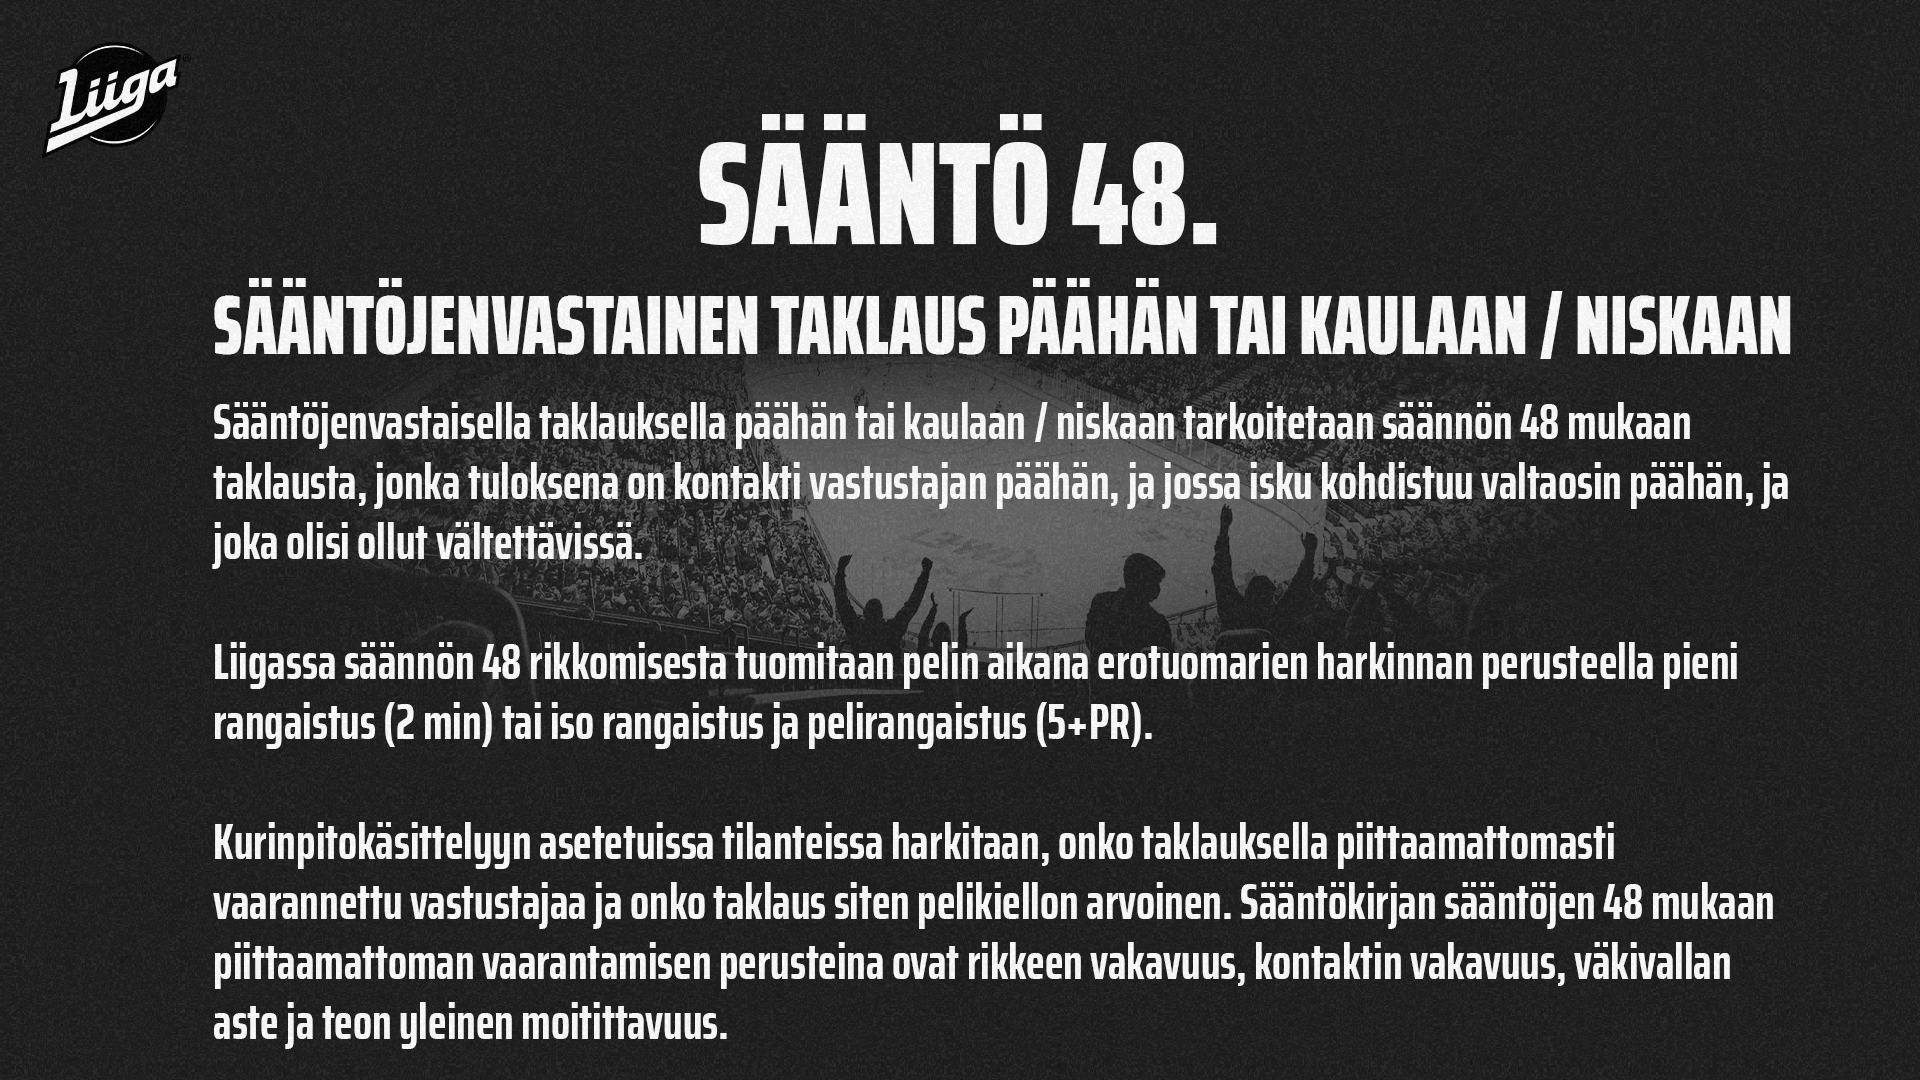 Liiga
SÄÄNTÖ 48.
SÄÄNTÖJENVASTAINEN TAKLAUS PÄÄHÄN TAI KAULAAN / NISKAAN
Sääntöjenvastaisella taklauksella päähän tai kaulaan / niskaan tarkoitetaan säännön 48 mukaan
taklausta, jonka tuloksena on kontakti vastustajan päähän, ja jossa isku kohdistuu valtaosin päähän, ja
joka olisi ollut vältettävissä.
Liigassa säännön 48 rikkomisesta tuomitaan pelin aikana erotuomarien harkinnan perusteella pieni
rangaistus (2 min) tai iso rangaistus ja pelirangaistus (5+PR).
Kurinpitokäsittelyyn asetetuissa tilanteissa harkitaan, onko taklauksella piittaamattomasti
vaarannettu vastustajaa ja onko taklaus siten pelikiellon arvoinen. Sääntökirjan sääntöjen 48 mukaan
piittaamattoman vaarantamisen perusteina ovat rikkeen vakavuus, kontaktin vakavuus, väkivallan
aste ja teon yleinen moitittavuus.